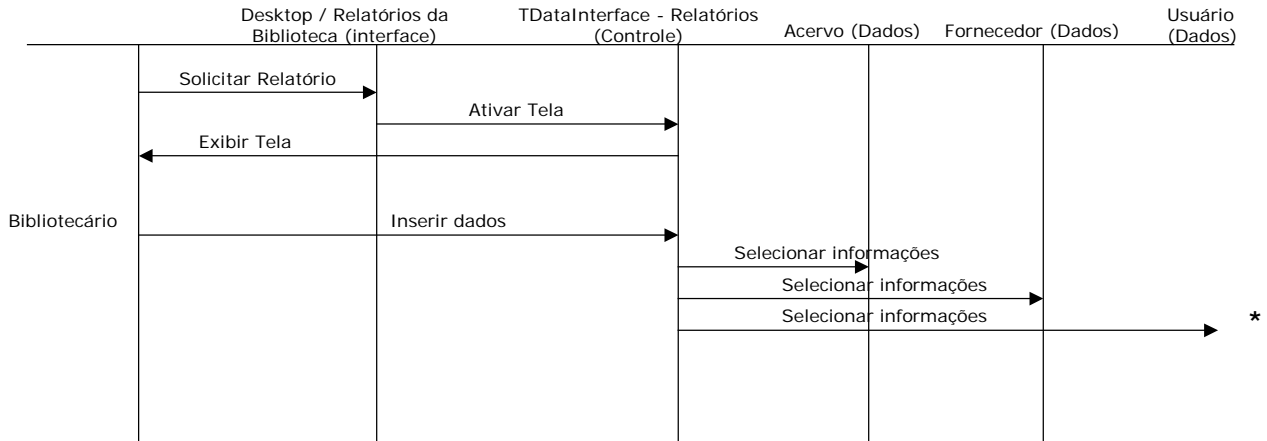 Desktop / Relatórios da
Biblioteca (interface)
TDataInterface - Relatórios
(Controle)
Acervo (Dados)
Fornecedor (Dados)
Usuário
(Dados)
Solicitar Relatório
Ativar Tela
Exibir Tela
Bibliotecário
Inserir dados
Selecionar informações
Selecionar informações
Selecionar informações
*